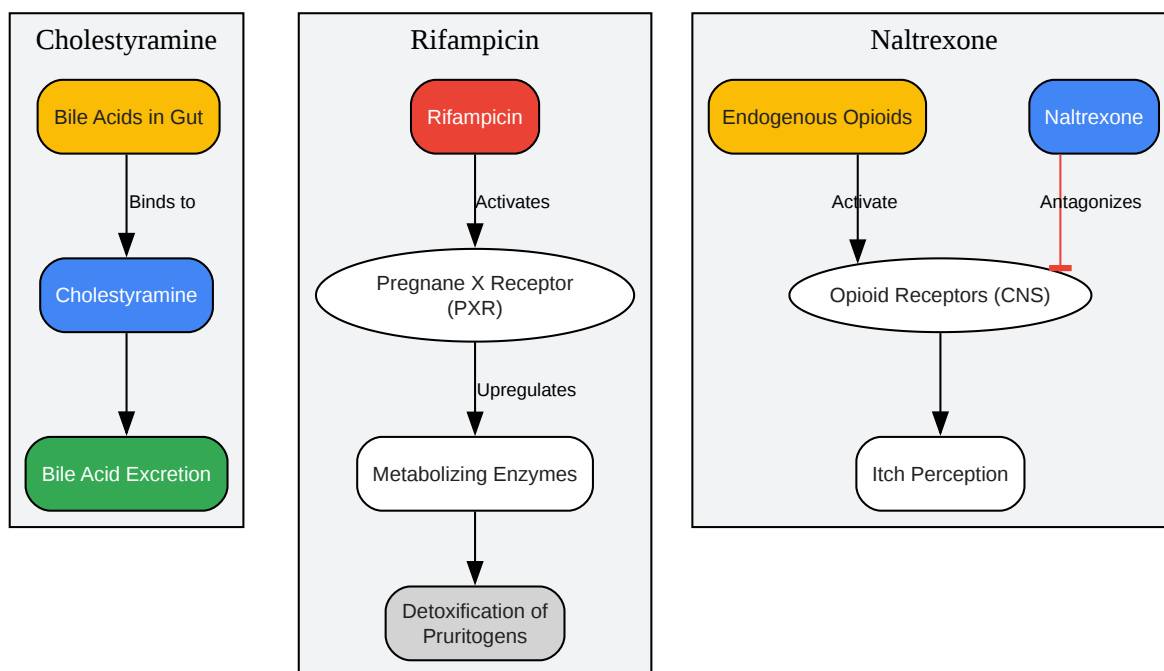 Cholestyramine
Bile Acids in Gut
Binds to
Cholestyramine
Bile Acid Excretion
Rifampicin
Rifampicin
Activates
Pregnane X Receptor
(PXR)
Upregulates
Metabolizing Enzymes
Detoxification of
Pruritogens
Naltrexone
Endogenous Opioids
Naltrexone
Activate
Antagonizes
Opioid Receptors (CNS)
Itch Perception